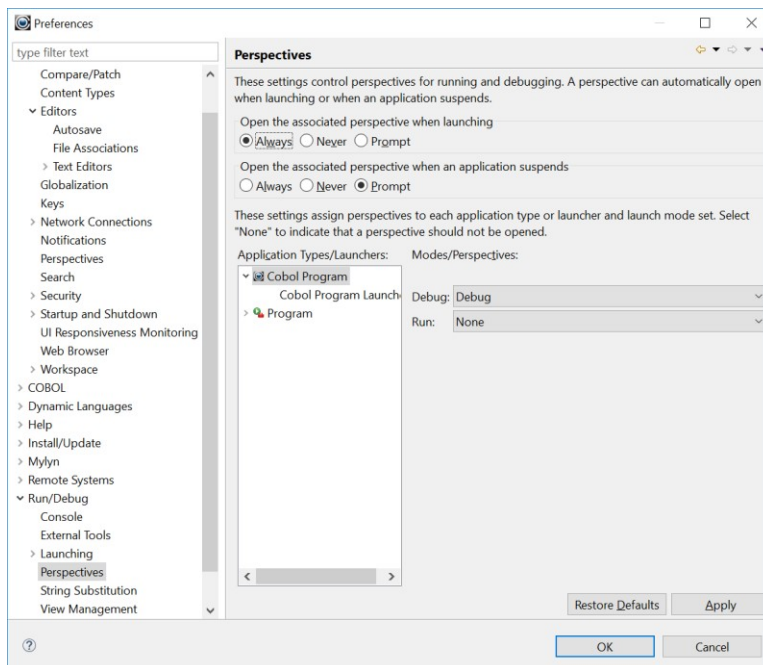 Preferences
type filter text
Compare/Patch
Content Types
Editors
Autosave
File Associations
Text Editors
Globalization
Keys
Network Connections
Notifications
Perspectives
Search
Security
Startup and Shutdown
UI Responsiveness Monitoring
Web Browser
Workspace
COBOL
Dynamic Languages
Help
Install/Update
Mylyn
Remote Systems
Run/Debug
Console
External Tools
Launching
Perspectives
String Substitution
View Management
Perspectives
These settings control perspectives for running and debugging. A perspective can automatically open
when launching or when an application suspends.
Open the associated perspective when launching
Always Never Prompt
Open the associated perspective when an application suspends
Always Never Prompt
These settings assign perspectives to each application type or launcher and launch mode set. Select
"None" to indicate that a perspective should not be opened.
Application Types/Launchers: Modes/Perspectives:
Cobol Program
Cobol Program Launch
Program
Debug: Debug
Run: None
Restore Defaults Apply
OK Cancel